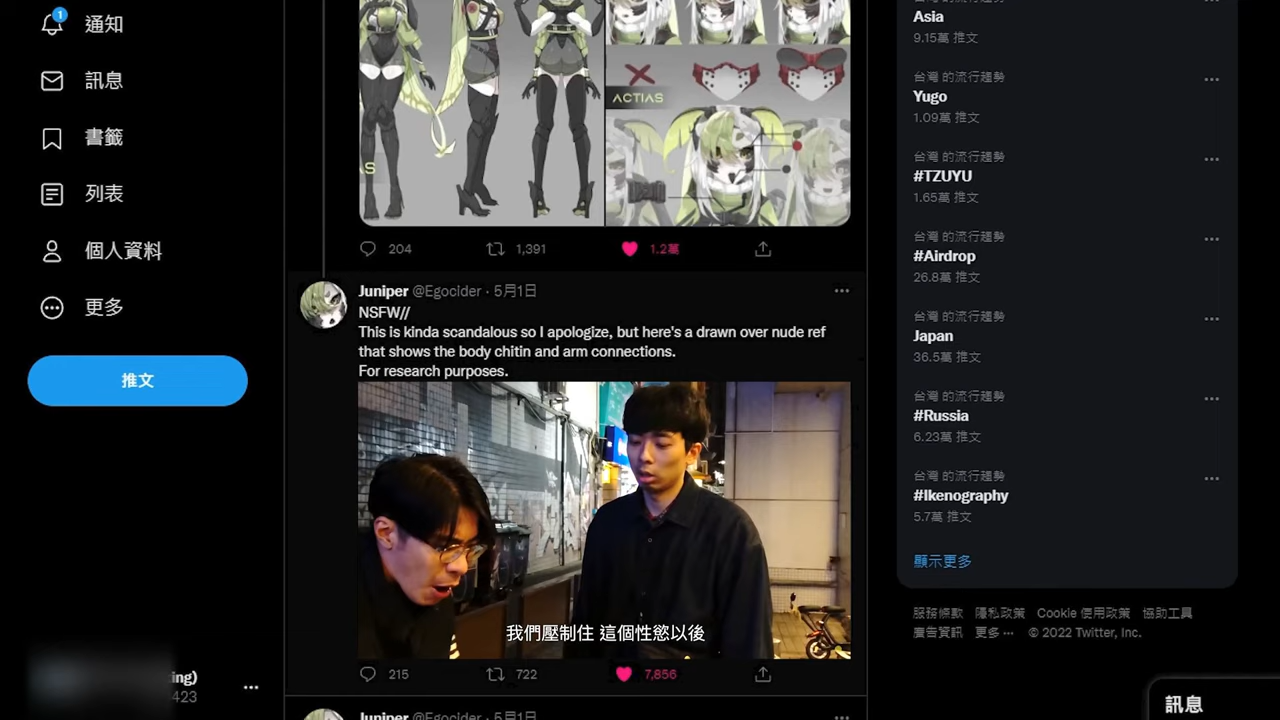 1
通知
訊息
書籤
列表
個人資料
更多
推文
ing)
423
S
ACTIAS
204
1,391
1.2萬
Juniper @Egocider · 5月1日
NSFW//
This is kinda scandalous so I apologize, but here's a drawn over nude ref
that shows the body chitin and arm connections.
For research purposes.
我們壓制住 這個性慾以後
215
722
7,856
Juniper @Egocider · 5月1日
Asia
9.15萬 推文
台灣 的流行趨勢
Yugo
1.09萬 推文
台灣 的流行趨勢
#TZUYU
1.65萬 推文
台灣 的流行趨勢
#Airdrop
26.8萬 推文
台灣 的流行趨勢
Japan
36.5萬 推文
台灣 的流行趨勢
#Russia
6.23萬 推文
台灣 的流行趨勢
#Ikenography
5.7萬 推文
顯示更多
服務條款 隱私政策 Cookie 使用政策 協助工具
廣告資訊 更多 ··· © 2022 Twitter, Inc.
訊息